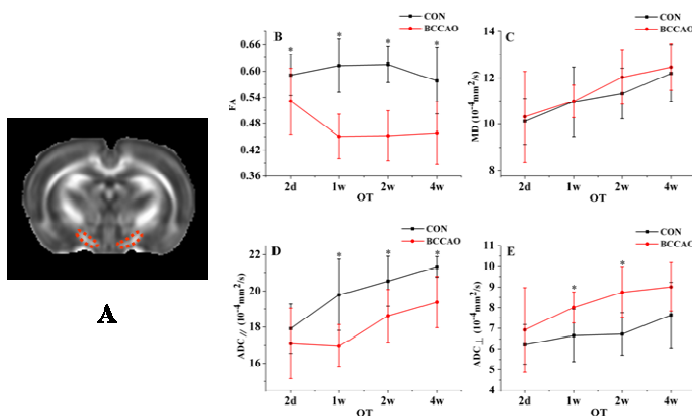 A
B
CON
BCCAO
0.66
0.60
0.54
0.48
0.42
0.36
FA
* * * *
2d 1w 2w 4w
OT
C
CON
BCCAO
14
12
10
8
MD (10⁻⁴mm²/s)
2d 1w 2w 4w
OT
D
CON
BCCAO
22
20
18
16
ADC// (10⁻⁴mm²/s)
* * *
2d 1w 2w 4w
OT
E
CON
BCCAO
11
10
9
8
7
6
5
4
ADC⊥ (10⁻⁴mm²/s)
* *
2d 1w 2w 4w
OT